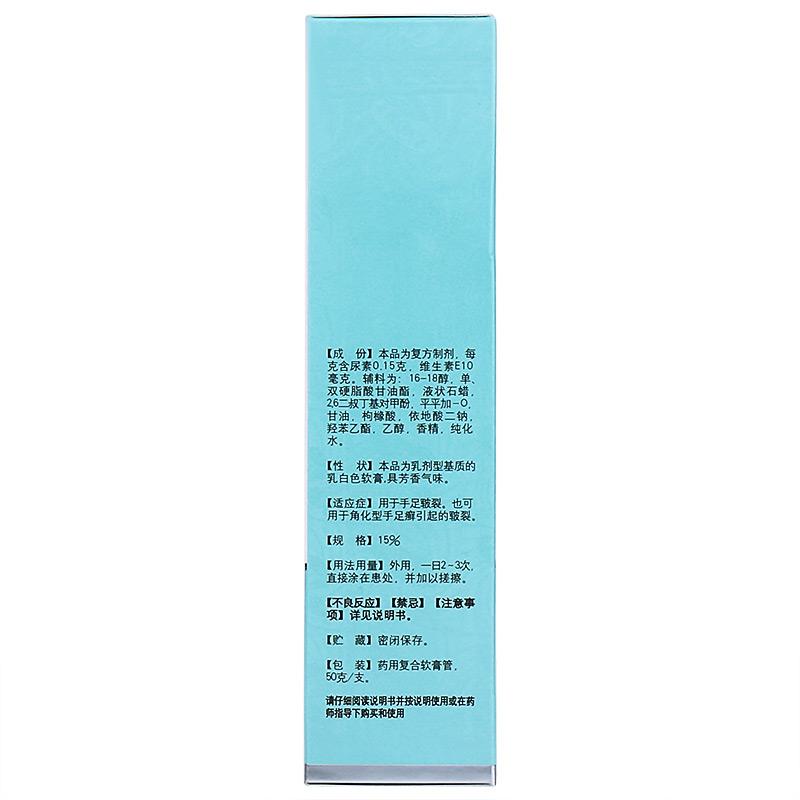 【成　份】本品为复方制剂，每
克含尿素0.15克，维生素E10
毫克。辅料为：16-18醇，单、
双硬脂酸甘油酯，液状石蜡，
2,6二叔丁基对甲酚，平平加-O，
甘油，枸橼酸，依地酸二钠，
羟苯乙酯，乙醇，香精，纯化
水。
【性　状】本品为乳剂型基质的
乳白色软膏,具芳香气味。
【适应症】用于手足皲裂。也可
用于角化型手足癣引起的皲裂。
【规　格】15%
【用法用量】外用，一日2~3次，
直接涂在患处，并加以搓擦。
【不良反应】【禁忌】【注意事
项】详见说明书。
【贮　藏】密闭保存。
【包　装】药用复合软膏管，
50克/支。
请仔细阅读说明书并按说明使用或在药
师指导下购买和使用